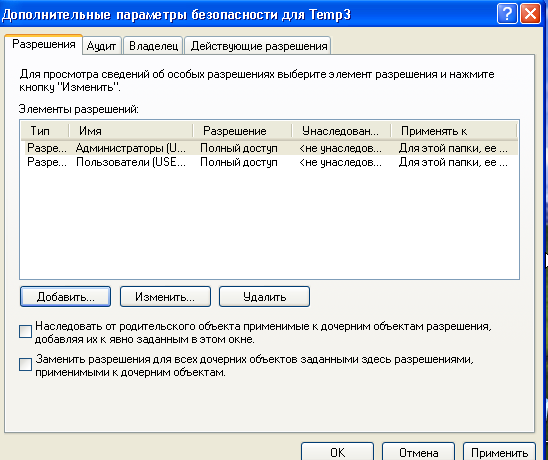 Дополнительные параметры безопасности для Temp3
Разрешения Аудит Владелец Действующие разрешения
Для просмотра сведений об особых разрешениях выберите элемент разрешения и нажмите
кнопку "Изменить".
Элементы разрешений:
Тип Имя Разрешение Унаследован... Применять к
Разре... Администраторы (U... Полный доступ <не унаследов... Для этой папки, ее ...
Разре... Пользователи (USE... Полный доступ <не унаследов... Для этой папки, ее ...
Добавить... Изменить... Удалить
Наследовать от родительского объекта применимые к дочерним объектам разрешения,
добавляя их к явно заданным в этом окне.
Заменить разрешения для всех дочерних объектов заданными здесь разрешениями,
применимыми к дочерним объектам.
OK Отмена Применить